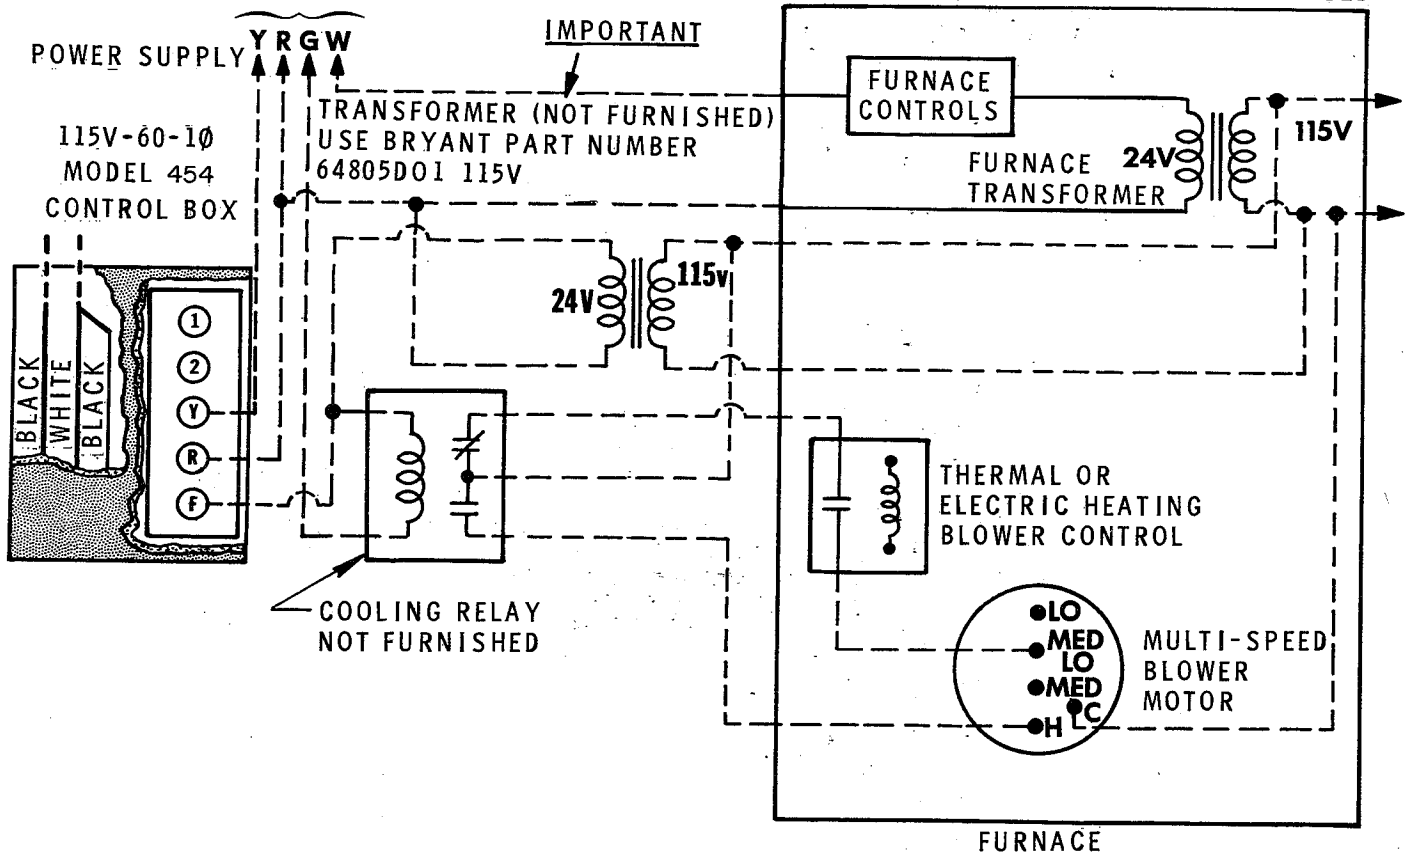 Y R G W
POWER SUPPLY
115V-60-1Ø
MODEL 454
CONTROL BOX
IMPORTANT
TRANSFORMER (NOT FURNISHED)
USE BRYANT PART NUMBER
64805D01 115V
FURNACE
CONTROLS
FURNACE
TRANSFORMER
24V
115V
24V
115v
BLACK
WHITE
BLACK
1
2
Y
R
F
COOLING RELAY
NOT FURNISHED
THERMAL OR
ELECTRIC HEATING
BLOWER CONTROL
LO
MED
LO
MED
C
H
MULTI-SPEED
BLOWER
MOTOR
FURNACE